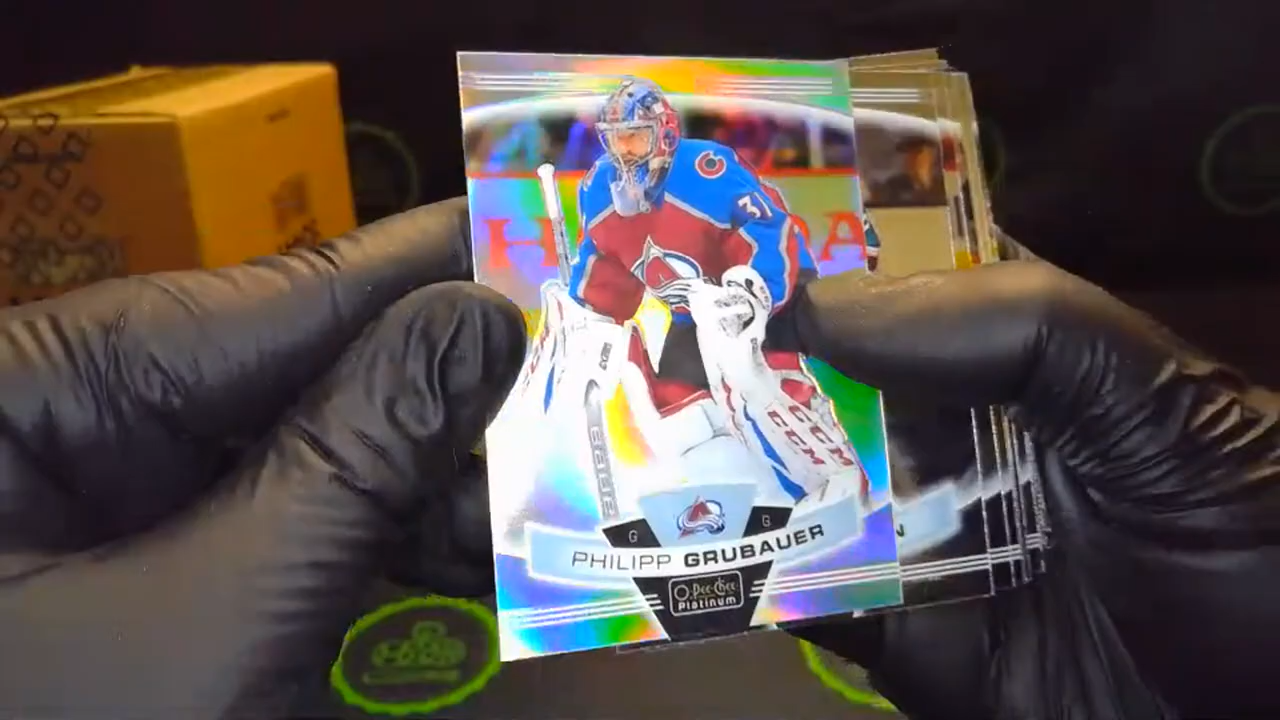 31
CCM
CCM
G G
PHILIPP GRUBAUER
O-Pee-Chee
Platinum
N